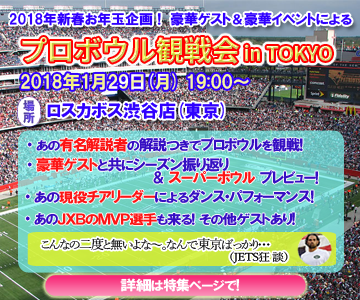 2018年新春お年玉企画！ 豪華ゲスト＆豪華イベントによる
プロボウル観戦会 in TOKYO
2018年1月29日(月) 19:00〜
場所 ロスカボス渋谷店(東京)
・あの有名解説者の解説つきでプロボウルを観戦!
・豪華ゲストと共にシーズン振り返り
& スーパーボウル プレビュー!
・あの現役チアリーダーによるダンス・パフォーマンス!
・あのJXBのMVP選手も来る! その他ゲストあり!
こんなの二度と無いよな〜。なんで東京ばっかり…
(JETS狂 談)
詳細は特集ページで!